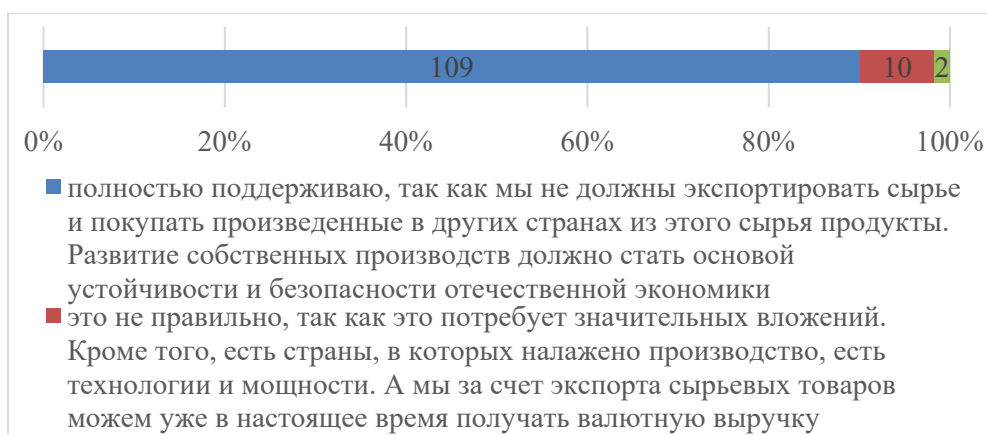 109 10 2
0% 20% 40% 60% 80% 100%
полностью поддерживаю, так как мы не должны экспортировать сырье
и покупать произведенные в других странах из этого сырья продукты.
Развитие собственных производств должно стать основой
устойчивости и безопасности отечественной экономики
это не правильно, так как это потребует значительных вложений.
Кроме того, есть страны, в которых налажено производство, есть
технологии и мощности. А мы за счет экспорта сырьевых товаров
можем уже в настоящее время получать валютную выручку